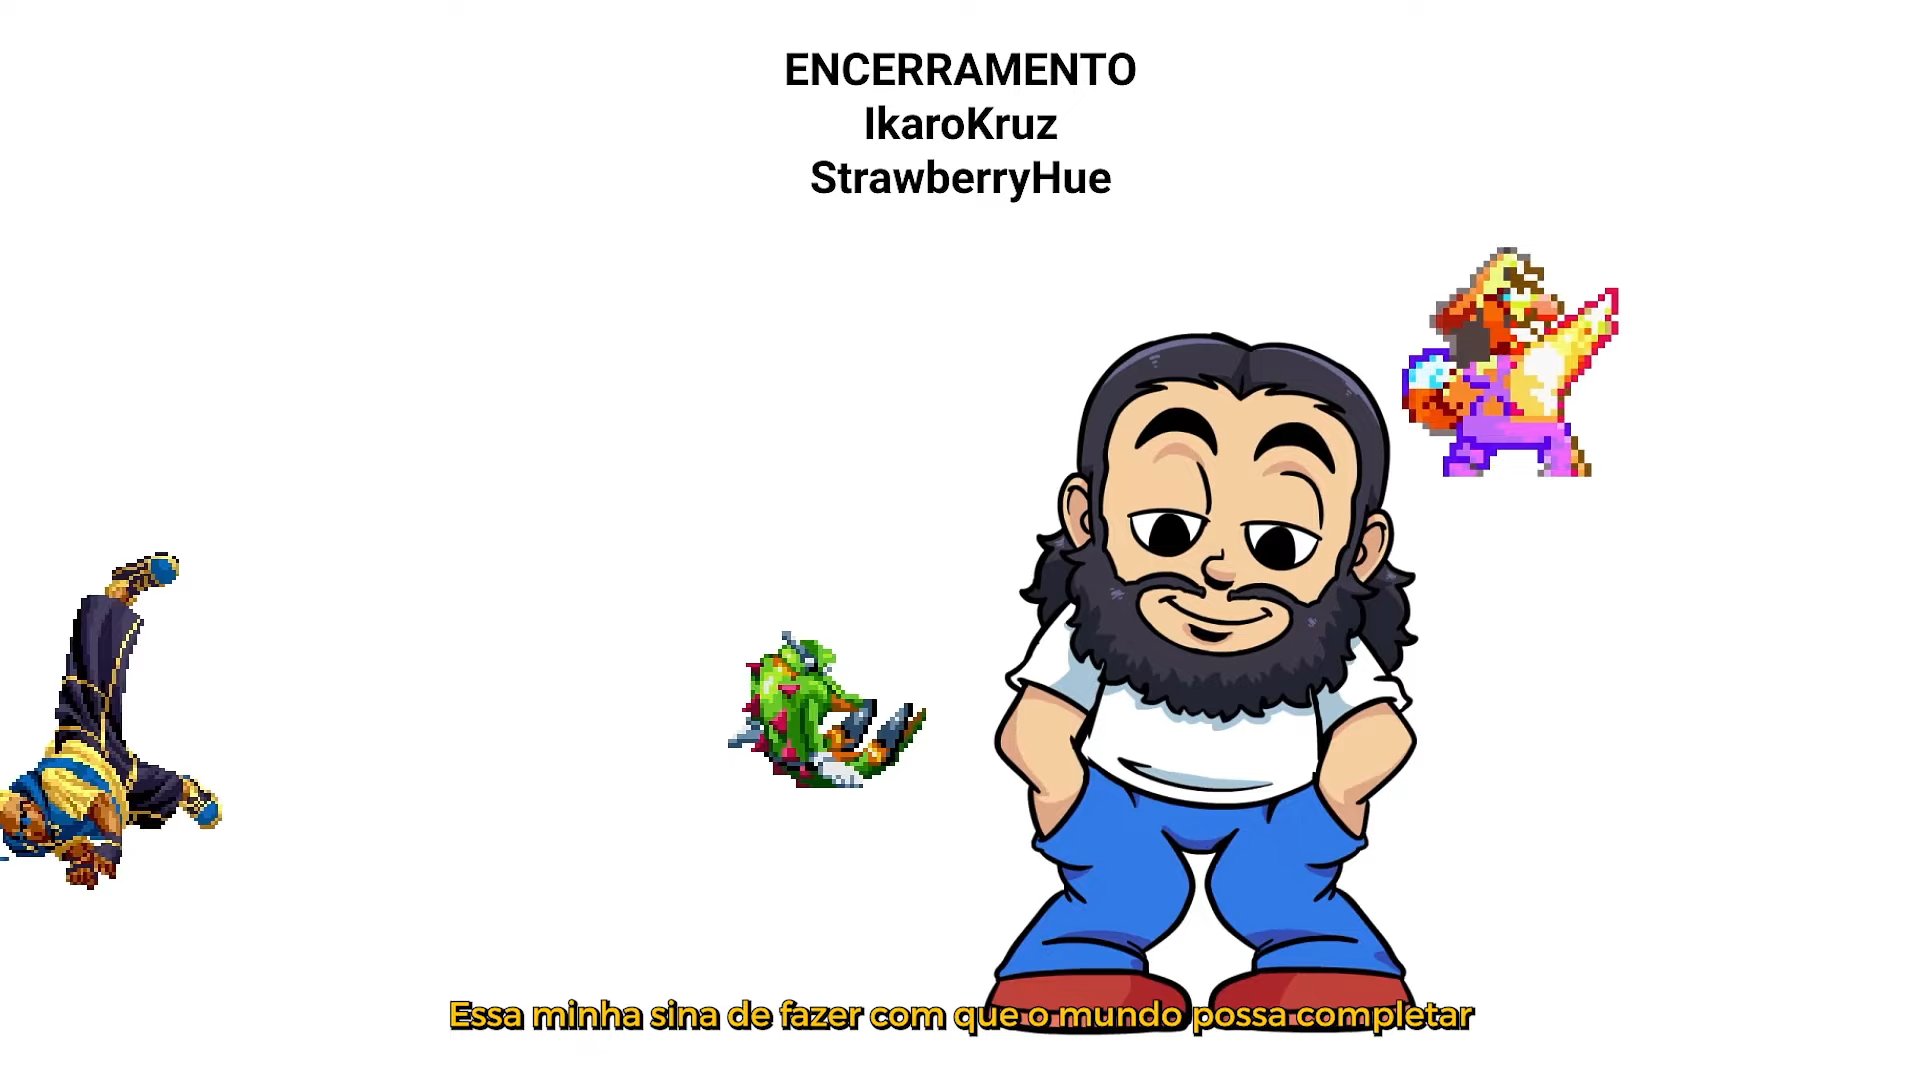 ENCERRAMENTO
IkaroKruz
StrawberryHue
Essa minha sina de fazer com que o mundo possa completar